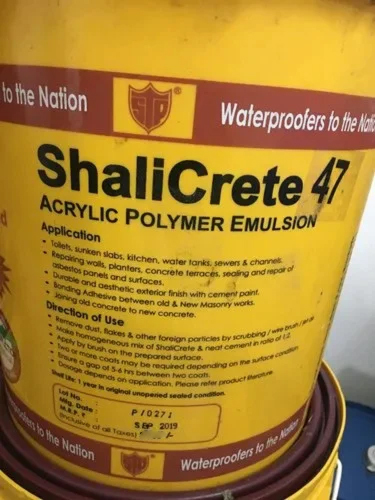 to the Nation
STP®
Waterproofers to the Nat
ShaliCrete 47
ACRYLIC POLYMER EMULSION
Application
• Toilets, sunken slabs, kitchen, water tanks, sewers & channels.
• Repairing walls, planters, concrete terraces, sealing and repair of
asbestos panels and surfaces.
• Durable and aesthetic exterior finish with cement paint.
• Bonding Adhesive between old & New Masonry works.
• Joining old concrete to new concrete.
Direction of Use
• Remove dust, flakes & other foreign particles by scrubbing / wire brush / jet
• Make homogeneous mix of ShaliCrete & neat cement in ratio of 1:2.
• Apply by brush on the prepared surface.
• Two or more coats may be required depending on the surface condition.
• Ensure a gap of 5-6 hrs between two coats.
• Dosage depends on application. Please refer product literature.
Shelf Life: 1 year in original unopened sealed condition.
Lot No. P/0271
Mfg. Date : SEP 2019
M.R.P. ₹ /-
(Inclusive of all Taxes)
Waterproofers to the Nation
STP
Waterproofers to the Nation